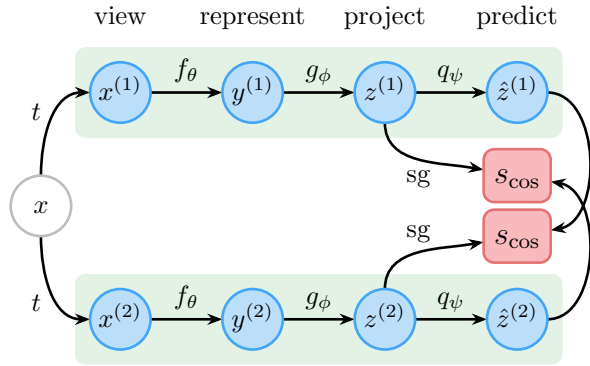 view represent project predict
t f_θ g_ϕ q_ψ
x^(1) y^(1) z^(1) ẑ^(1)
sg s_cos
x
sg s_cos
t f_θ g_ϕ q_ψ
x^(2) y^(2) z^(2) ẑ^(2)